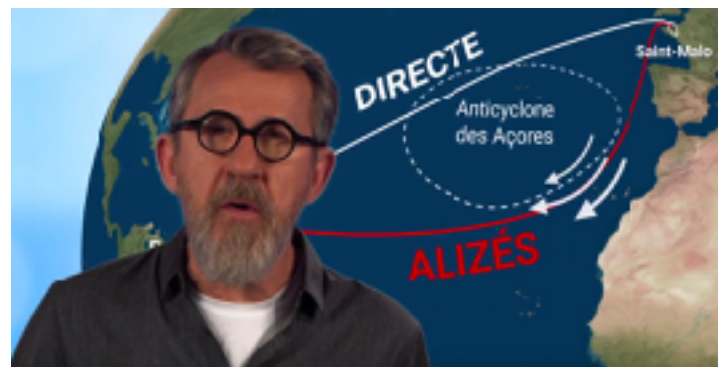 Saint-Malo
DIRECTE
Anticyclone
des Açores
ALIZÉS